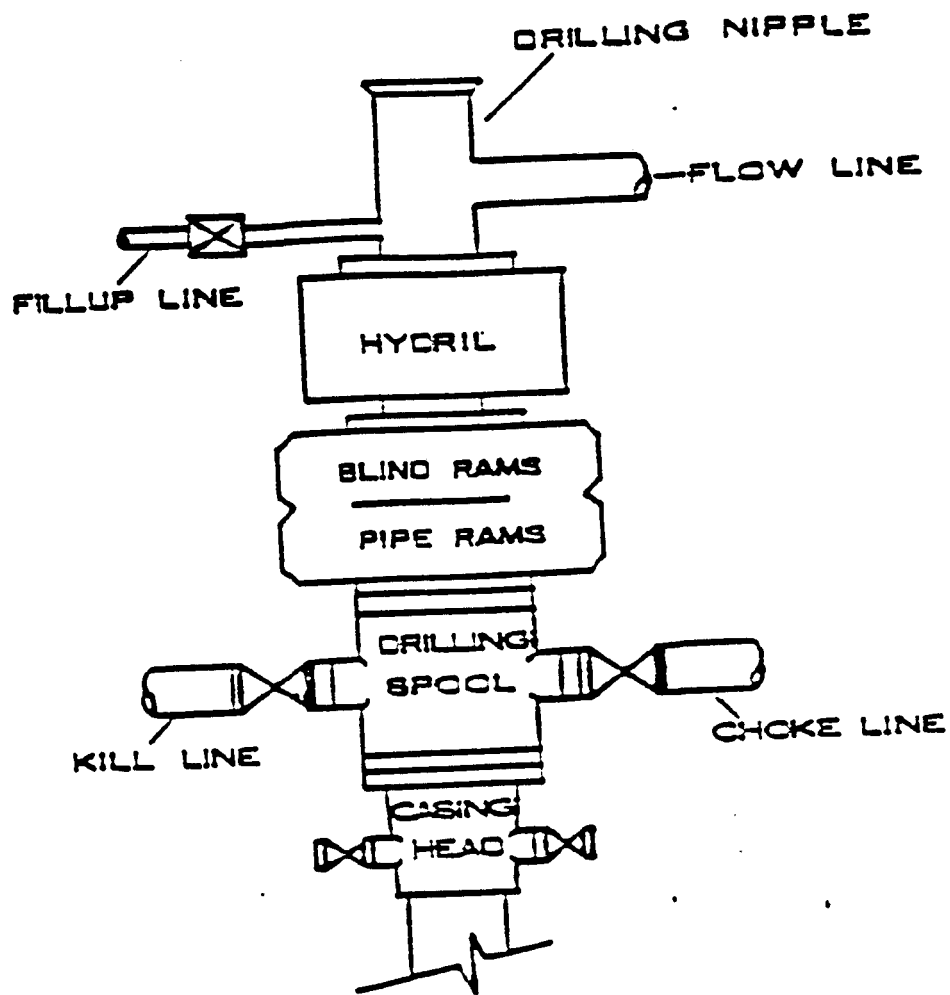 DRILLING NIPPLE
FLOW LINE
FILLUP LINE
HYDRIL
BLIND RAMS
PIPE RAMS
DRILLING
SPOOL
KILL LINE
CHOKE LINE
CASING
HEAD